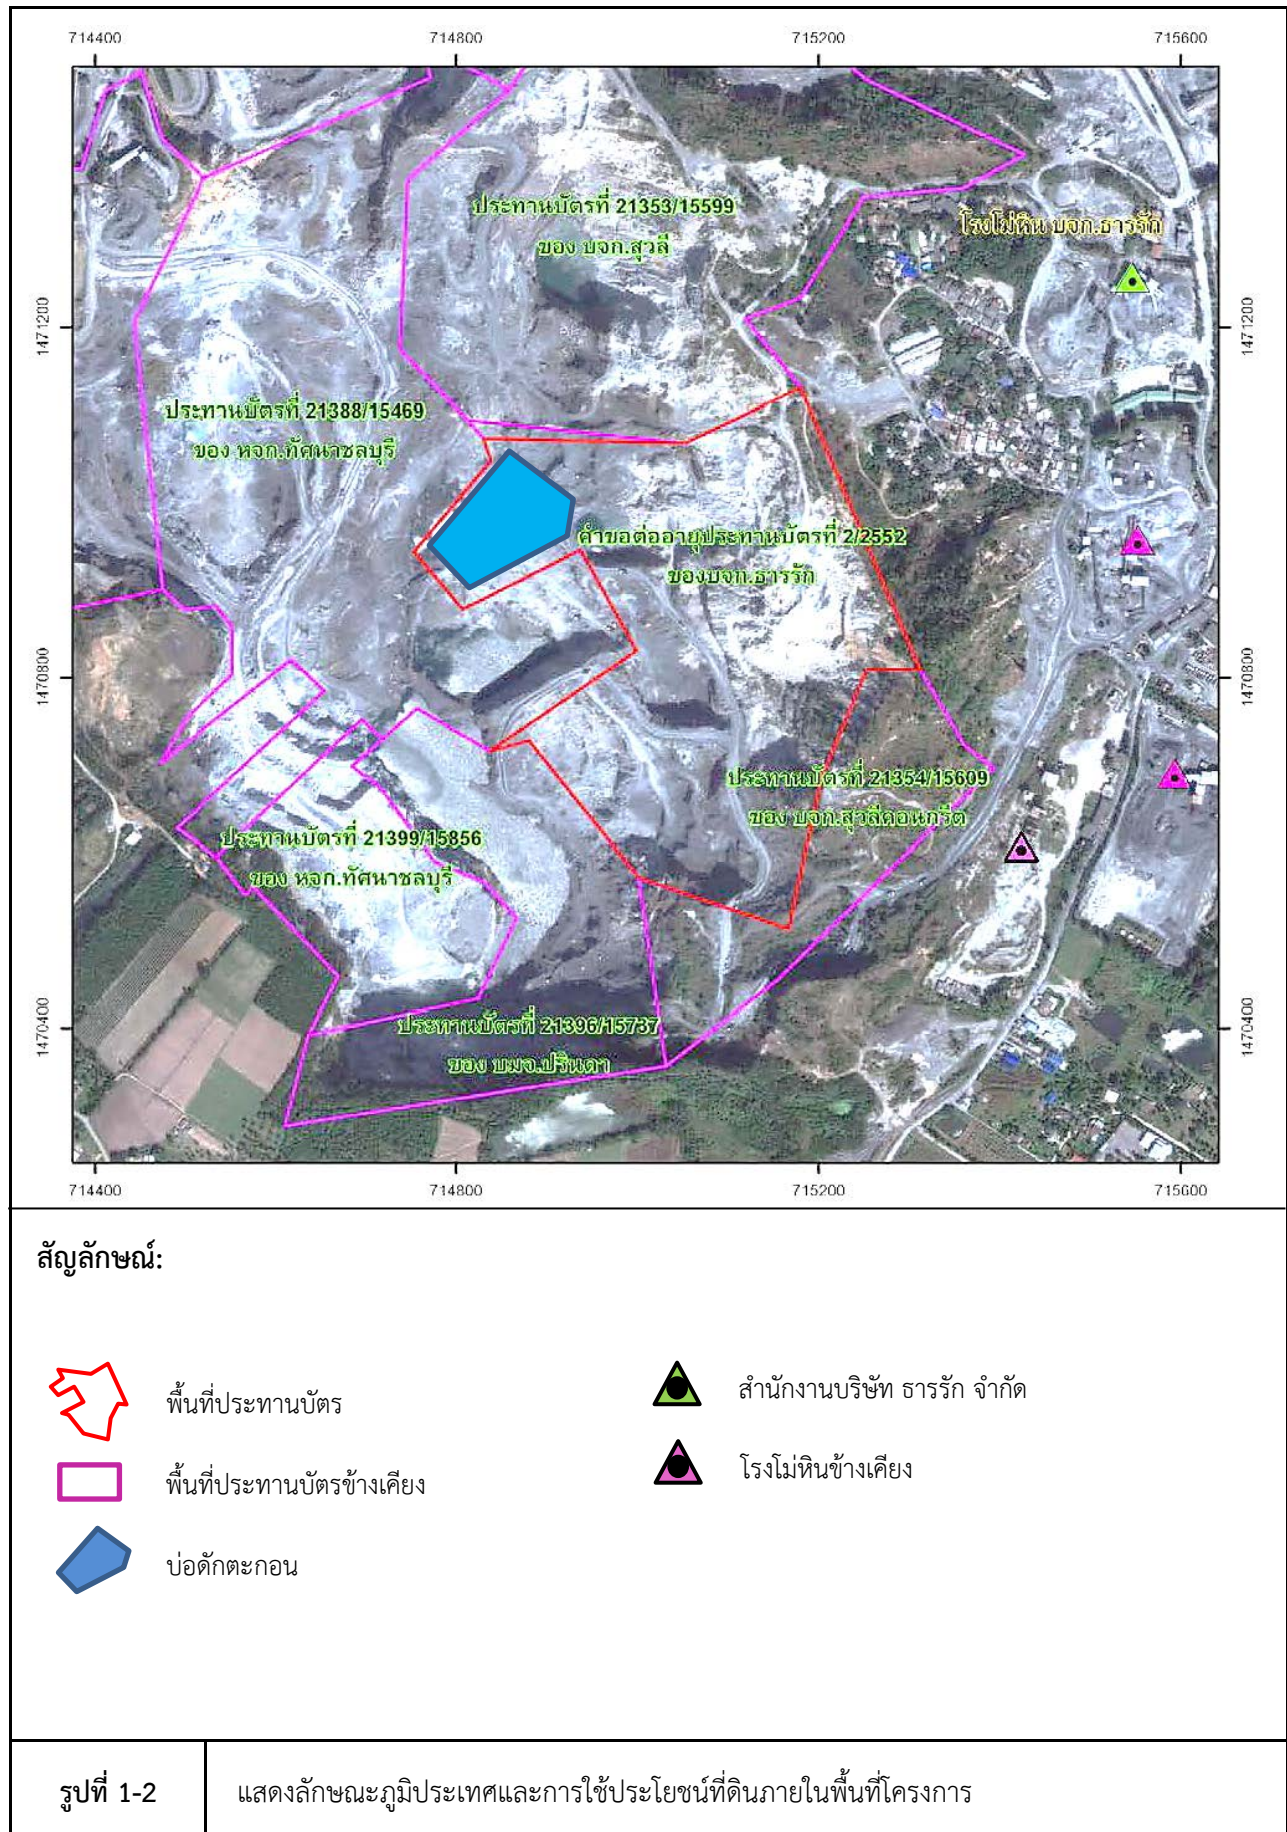 714400 714800 715200 715600
ประทานบัตรที่ 21353/15599
ของ บจก.สุวลี
โรงโม่หิน บจก.ธารรัก
1471200 1471200
ประทานบัตรที่ 21388/15469
ของ หจก.ทัศนาชลบุรี
คำขอต่ออายุประทานบัตรที่ 2/2552
ของบจก.ธารรัก
1470800 1470800
ประทานบัตรที่ 21354/15609
ของ บจก.สุวลีคอนกรีต
ประทานบัตรที่ 21399/15856
ของ หจก.ทัศนาชลบุรี
1470400 1470400
ประทานบัตรที่ 21396/15737
ของ บมจ.ปรินดา
714400 714800 715200 715600
สัญลักษณ์:
พื้นที่ประทานบัตร
สำนักงานบริษัท ธารรัก จำกัด
พื้นที่ประทานบัตรข้างเคียง
โรงโม่หินข้างเคียง
บ่อดักตะกอน
รูปที่ 1-2
แสดงลักษณะภูมิประเทศและการใช้ประโยชน์ที่ดินภายในพื้นที่โครงการ